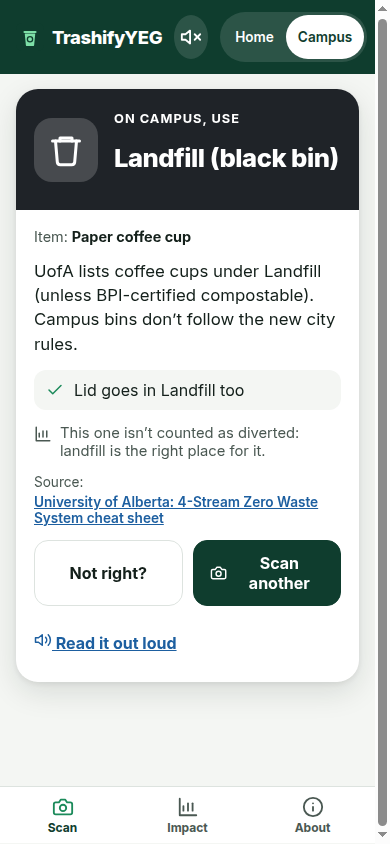 TrashifyYEG
Home
Campus
ON CAMPUS, USE
Landfill (black bin)
Item: Paper coffee cup
UofA lists coffee cups under Landfill
(unless BPI-certified compostable).
Campus bins don’t follow the new city
rules.
Lid goes in Landfill too
This one isn’t counted as diverted:
landfill is the right place for it.
Source:
University of Alberta: 4-Stream Zero Waste
System cheat sheet
Not right?
Scan
another
Read it out loud
Scan
Impact
About